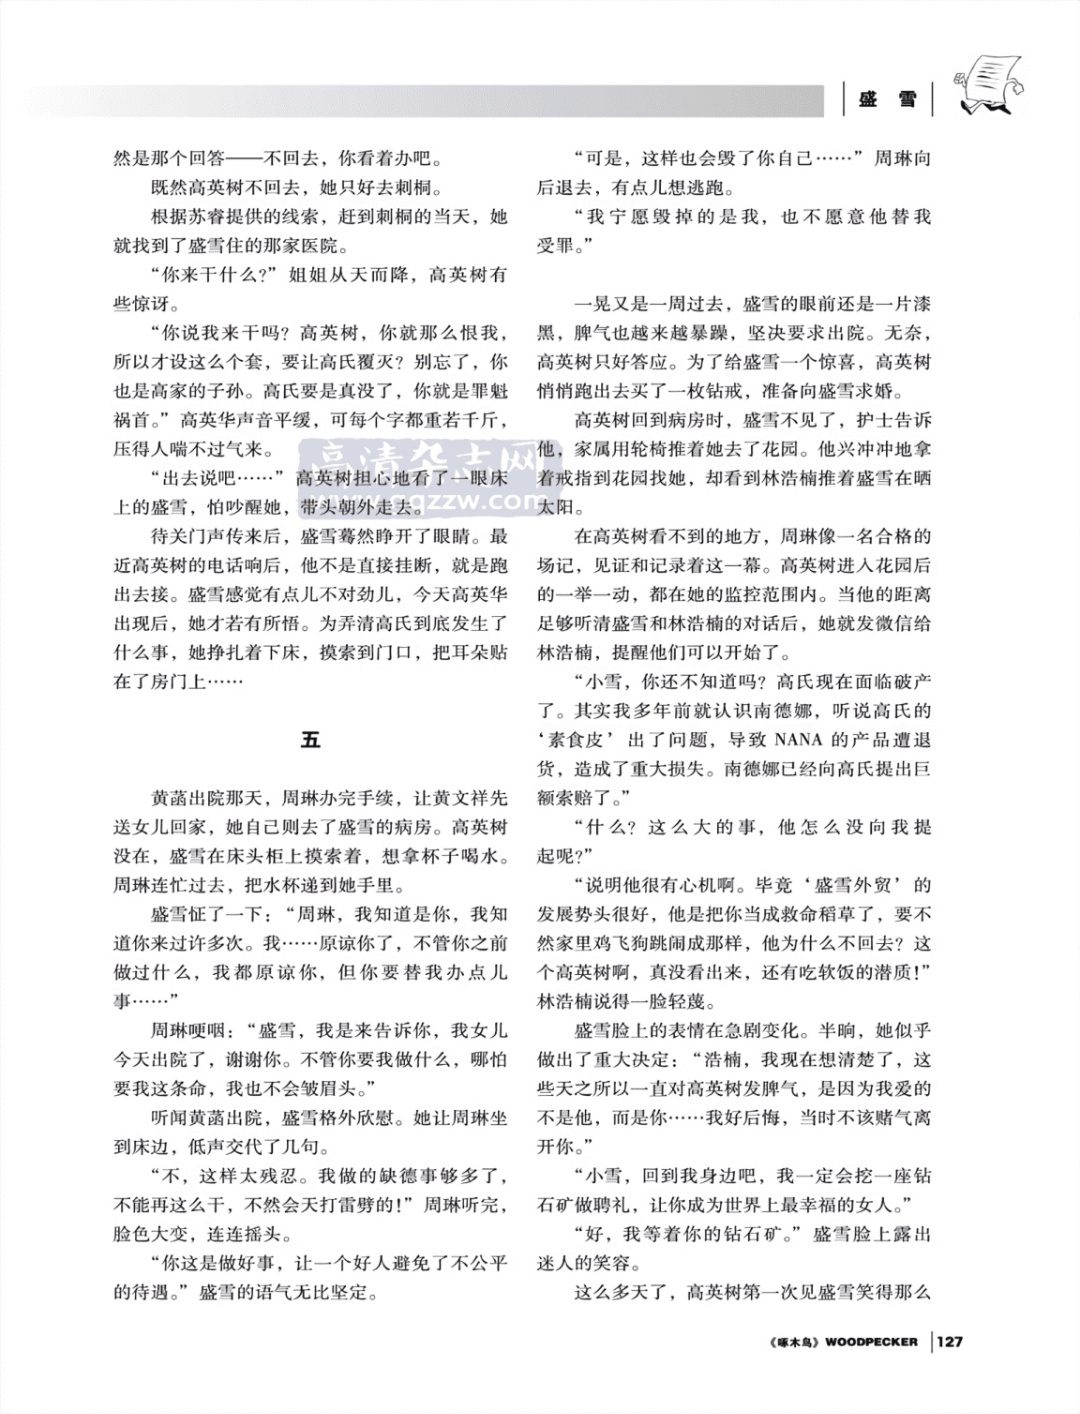 盛 雪
然是那个回答——不回去，你看着办吧。
既然高英树不回去，她只好去刺桐。
根据苏睿提供的线索，赶到刺桐的当天，她
就找到了盛雪住的那家医院。
“你来干什么?”姐姐从天而降，高英树有
些惊讶。
“你说我来干吗？高英树，你就那么恨我，
所以才设这么个套，要让高氏覆灭？别忘了，你
也是高家的子孙。高氏要是真没了，你就是罪魁
祸首。”高英华声音平缓，可每个字都重若千斤，
压得人喘不过气来。
“出去说吧……”高英树担心地看了一眼床
上的盛雪，怕吵醒她，带头朝外走去。
待关门声传来后，盛雪蓦然睁开了眼睛。最
近高英树的电话响后，他不是直接挂断，就是跑
出去接。盛雪感觉有点儿不对劲儿，今天高英华
出现后，她才若有所悟。为弄清高氏到底发生了
什么事，她挣扎着下床，摸索到门口，把耳朵贴
在了房门上……
五
黄菡出院那天，周琳办完手续，让黄文祥先
送女儿回家，她自己则去了盛雪的病房。高英树
没在，盛雪在床头柜上摸索着，想拿杯子喝水。
周琳连忙过去，把水杯递到她手里。
盛雪怔了一下：“周琳，我知道是你，我知
道你来过许多次。我……原谅你了，不管你之前
做过什么，我都原谅你，但你要替我办点儿
事……”
周琳哽咽：“盛雪，我是来告诉你，我女儿
今天出院了，谢谢你。不管你要我做什么，哪怕
要我这条命，我也不会皱眉头。”
听闻黄菡出院，盛雪格外欣慰。她让周琳坐
到床边，低声交代了几句。
“不，这样太残忍。我做的缺德事够多了，
不能再这么干，不然会天打雷劈的!”周琳听完，
脸色大变，连连摇头。
“你这是做好事，让一个好人避免了不公平
的待遇。”盛雪的语气无比坚定。
“可是，这样也会毁了你自己……”周琳向
后退去，有点儿想逃跑。
“我宁愿毁掉的是我，也不愿意他替我
受罪。”
一晃又是一周过去，盛雪的眼前还是一片漆
黑，脾气也越来越暴躁，坚决要求出院。无奈，
高英树只好答应。为了给盛雪一个惊喜，高英树
悄悄跑出去买了一枚钻戒，准备向盛雪求婚。
高英树回到病房时，盛雪不见了，护士告诉
他，家属用轮椅推着她去了花园。他兴冲冲地拿
着戒指到花园找她，却看到林浩楠推着盛雪在晒
太阳。
在高英树看不到的地方，周琳像一名合格的
场记，见证和记录着这一幕。高英树进入花园后
的一举一动，都在她的监控范围内。当他的距离
足够听清盛雪和林浩楠的对话后，她就发微信给
林浩楠，提醒他们可以开始了。
“小雪，你还不知道吗？高氏现在面临破产
了。其实我多年前就认识南德娜，听说高氏的
‘素食皮’出了问题，导致 NANA 的产品遭退
货，造成了重大损失。南德娜已经向高氏提出巨
额索赔了。”
“什么？这么大的事，他怎么没向我提
起呢?”
“说明他很有心机啊。毕竟‘盛雪外贸’的
发展势头很好，他是把你当成救命稻草了，要不
然家里鸡飞狗跳闹成那样，他为什么不回去？这
个高英树啊，真没看出来，还有吃软饭的潜质!”
林浩楠说得一脸轻蔑。
盛雪脸上的表情在急剧变化。半晌，她似乎
做出了重大决定：“浩楠，我现在想清楚了，这
些天之所以一直对高英树发脾气，是因为我爱的
不是他，而是你……我好后悔，当时不该赌气离
开你。”
“小雪，回到我身边吧，我一定会挖一座钻
石矿做聘礼，让你成为世界上最幸福的女人。”
“好，我等着你的钻石矿。”盛雪脸上露出
迷人的笑容。
这么多天了，高英树第一次见盛雪笑得那么
高清杂志网
www.gqzzw.com
《啄木鸟》WOODPECKER 127